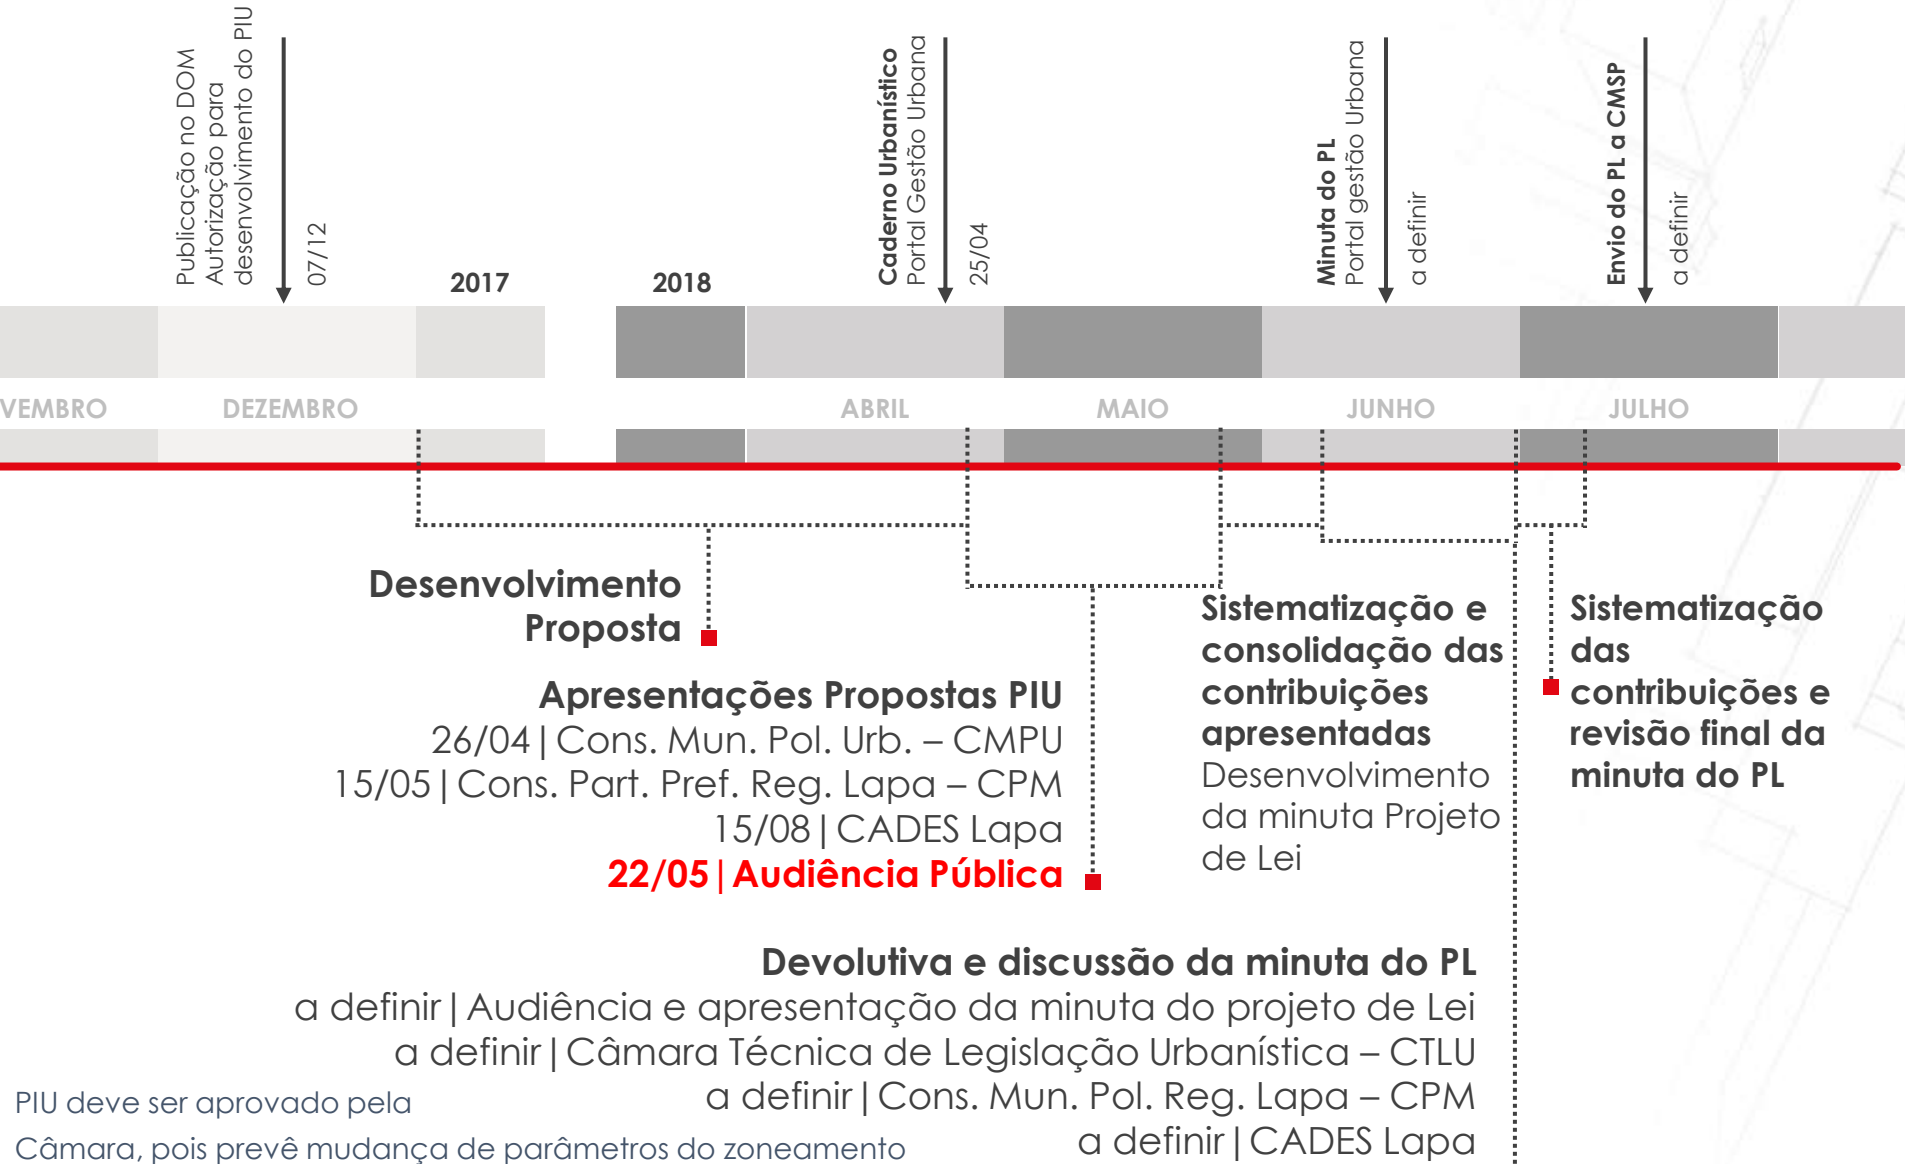 Publicação no DOM
Autorização para
desenvolvimento do PIU
07/12
Caderno Urbanístico
Portal Gestão Urbana
25/04
Minuta do PL
Portal gestão Urbana
a definir
Envio do PL a CMSP
a definir
2017
2018
VEMBRO
DEZEMBRO
ABRIL
MAIO
JUNHO
JULHO
Desenvolvimento
Proposta
Apresentações Propostas PIU
26/04|Cons. Mun. Pol. Urb. – CMPU
15/05|Cons. Part. Pref. Reg. Lapa – CPM
15/08|CADES Lapa
22/05|Audiência Pública
Sistematização e
consolidação das
contribuições
apresentadas
Desenvolvimento
da minuta Projeto
de Lei
Sistematização
das
contribuições e
revisão final da
minuta do PL
Devolutiva e discussão da minuta do PL
a definir|Audiência e apresentação da minuta do projeto de Lei
a definir|Câmara Técnica de Legislação Urbanística – CTLU
a definir|Cons. Mun. Pol. Reg. Lapa – CPM
a definir|CADES Lapa
PIU deve ser aprovado pela
Câmara, pois prevê mudança de parâmetros do zoneamento